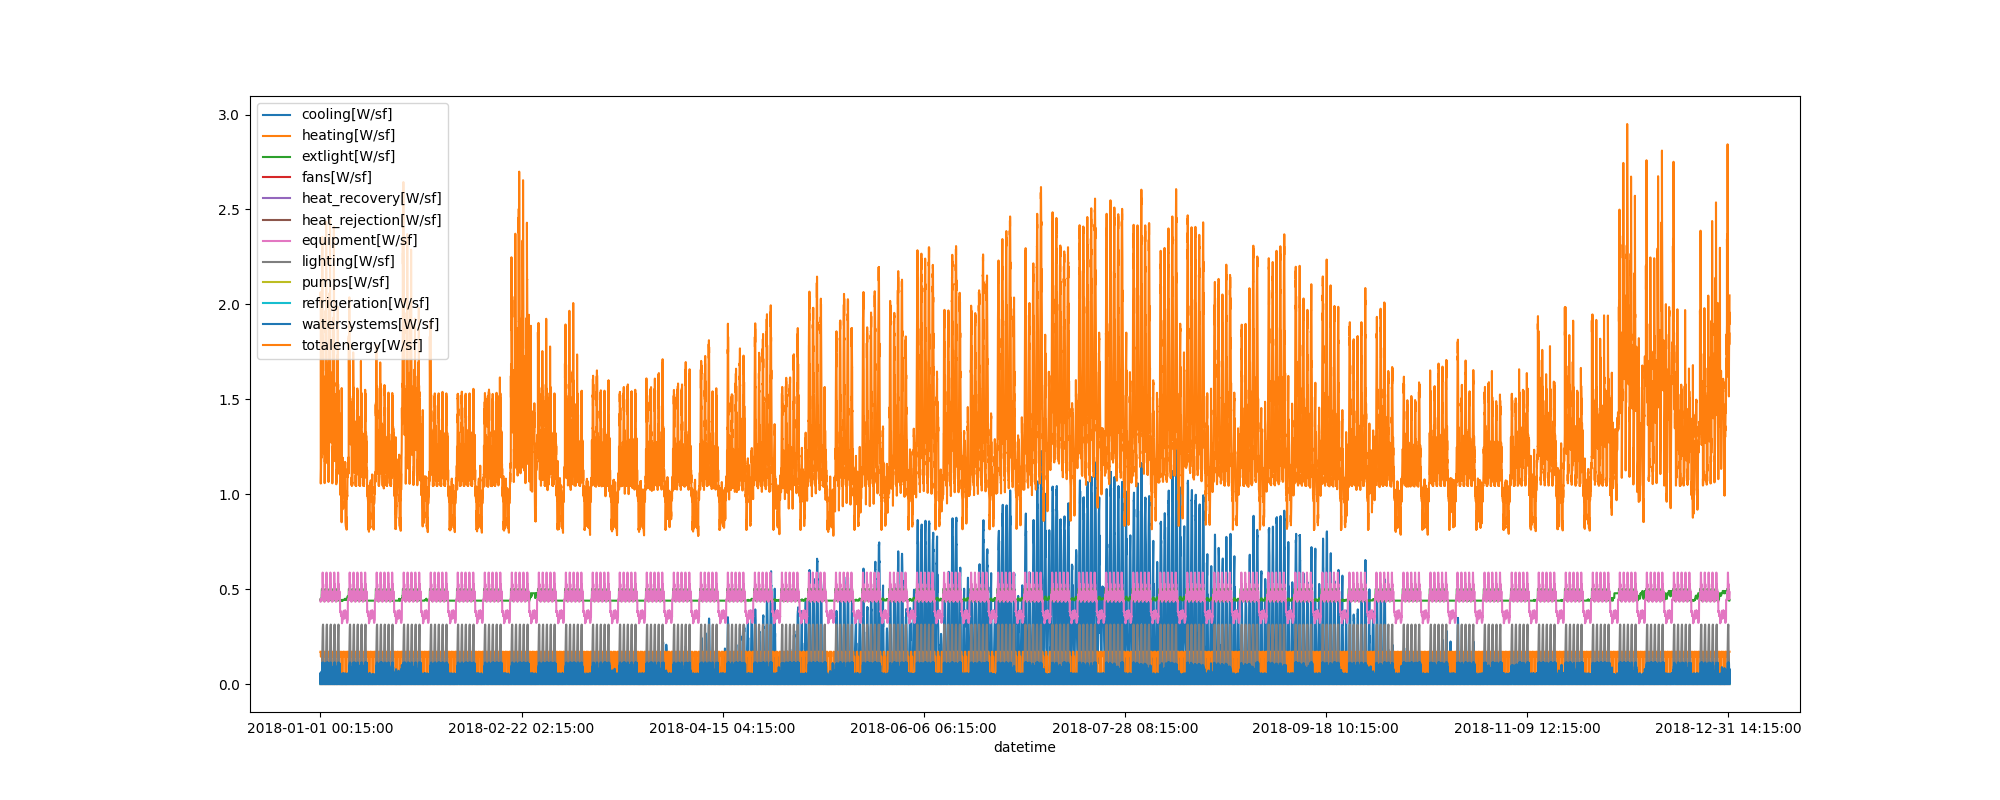 3.0
2.5
2.0
1.5
1.0
0.5
0.0
cooling[W/sf]
heating[W/sf]
extlight[W/sf]
fans[W/sf]
heat_recovery[W/sf]
heat_rejection[W/sf]
equipment[W/sf]
lighting[W/sf]
pumps[W/sf]
refrigeration[W/sf]
watersystems[W/sf]
totalenergy[W/sf]
2018-01-01 00:15:00 2018-02-22 02:15:00 2018-04-15 04:15:00 2018-06-06 06:15:00 2018-07-28 08:15:00 2018-09-18 10:15:00 2018-11-09 12:15:00 2018-12-31 14:15:00
datetime